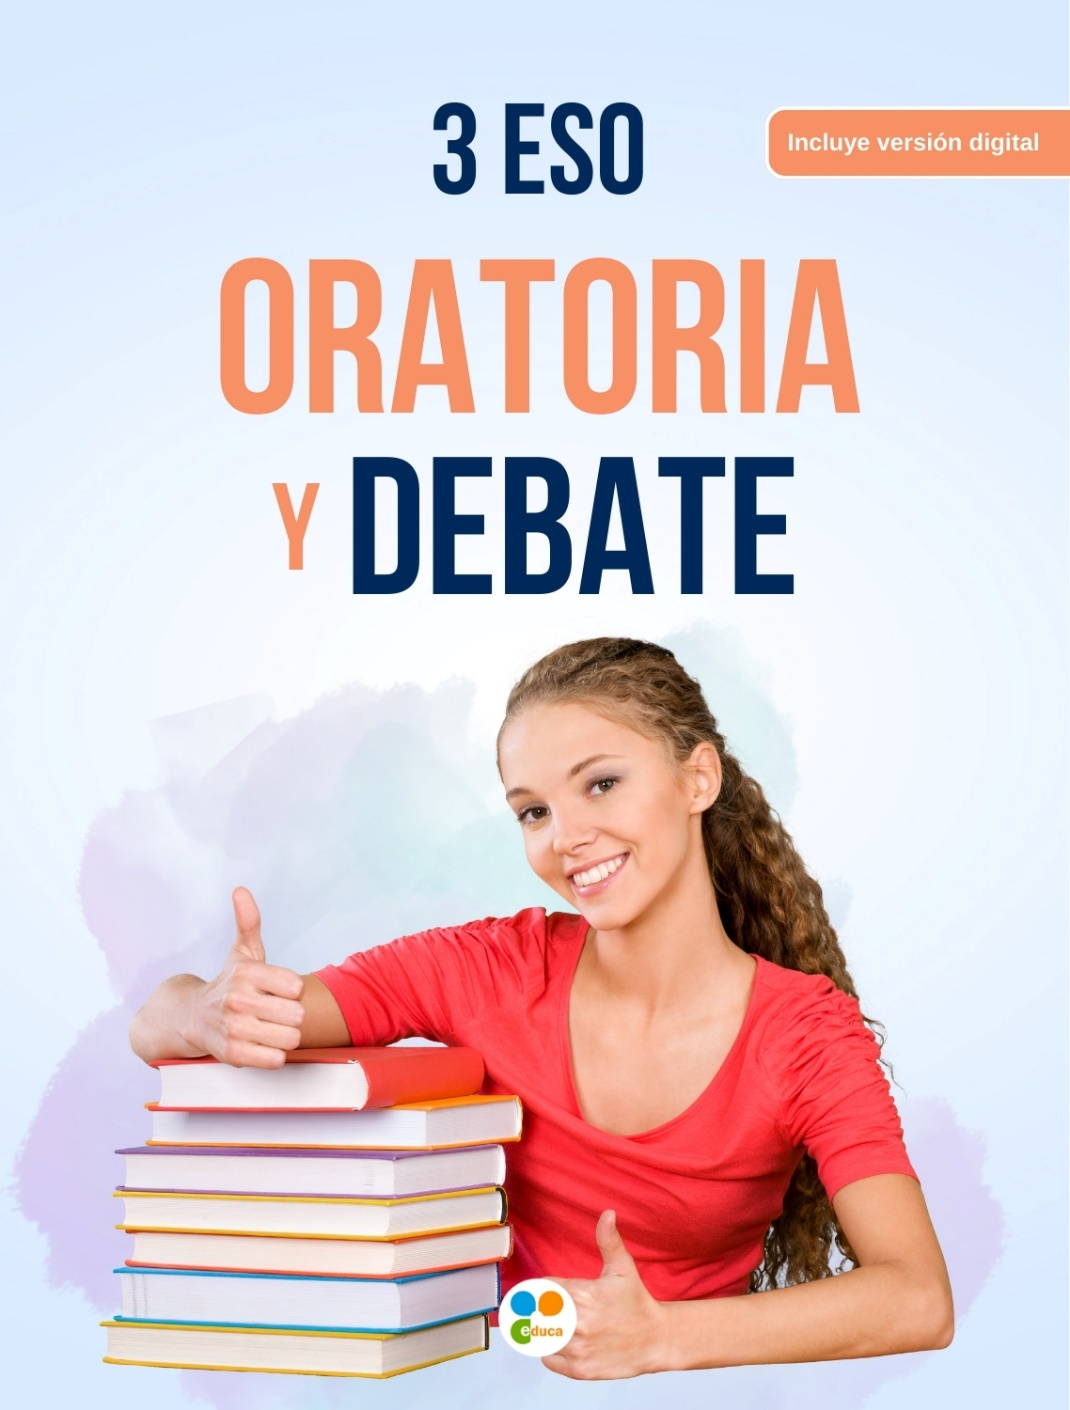 3 ESO
Incluye versión digital
ORATORIA
Y DEBATE
educa